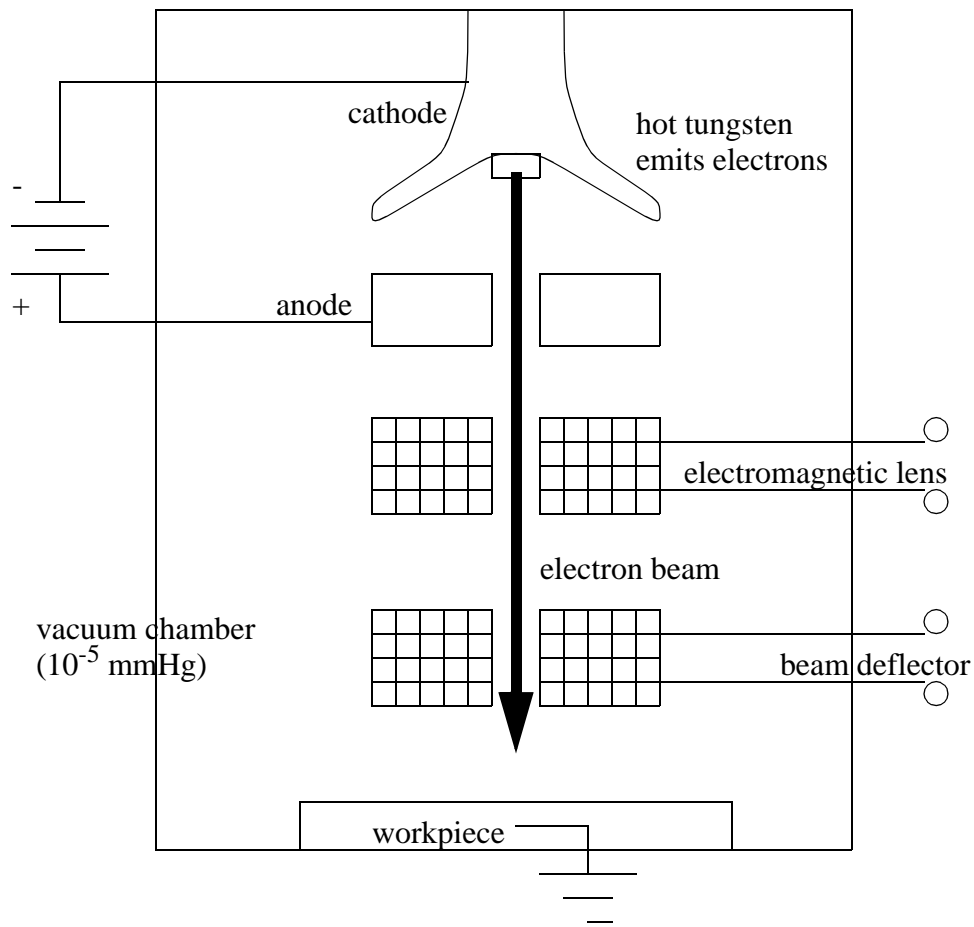 cathode
hot tungsten
emits electrons
-
+
anode
electromagnetic lens
electron beam
vacuum chamber
(10-5 mmHg)
beam deflector
workpiece